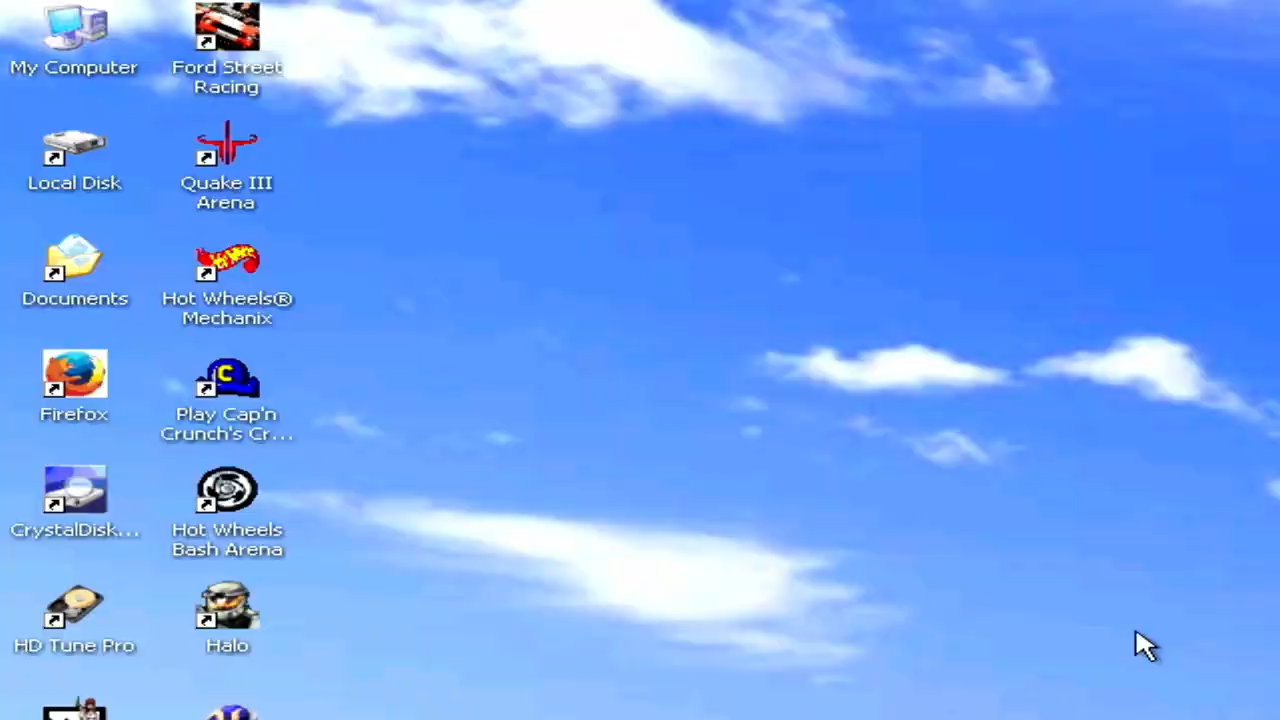 My Computer
Ford Street
Racing
Local Disk
Quake III
Arena
Documents
Hot Wheels®
Mechanix
Firefox
C
Play Cap'n
Crunch's Cr...
CrystalDisk...
Hot Wheels
Bash Arena
HD Tune Pro
Halo